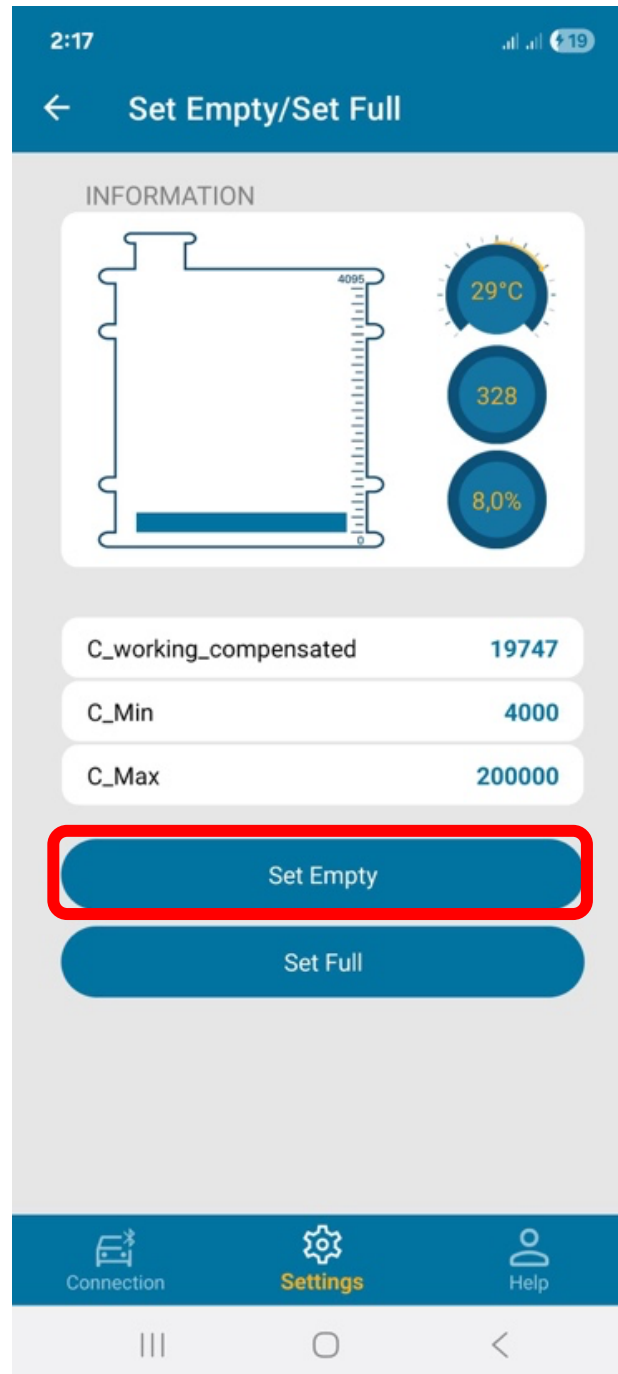 2:17
19
Set Empty/Set Full
INFORMATION
4095
0
29°C
328
8,0%
C_working_compensated 19747
C_Min 4000
C_Max 200000
Set Empty
Set Full
Connection Settings Help